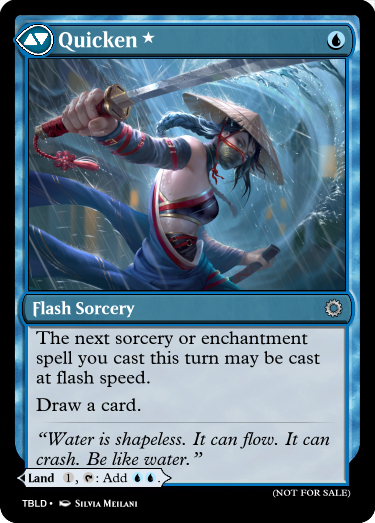 Quicken ★
Flash Sorcery
The next sorcery or enchantment
spell you cast this turn may be cast
at flash speed.
Draw a card.
“Water is shapeless. It can flow. It can
crash. Be like water.”
Land 1, : Add .
(NOT FOR SALE)
TBLD • Silvia Meilani